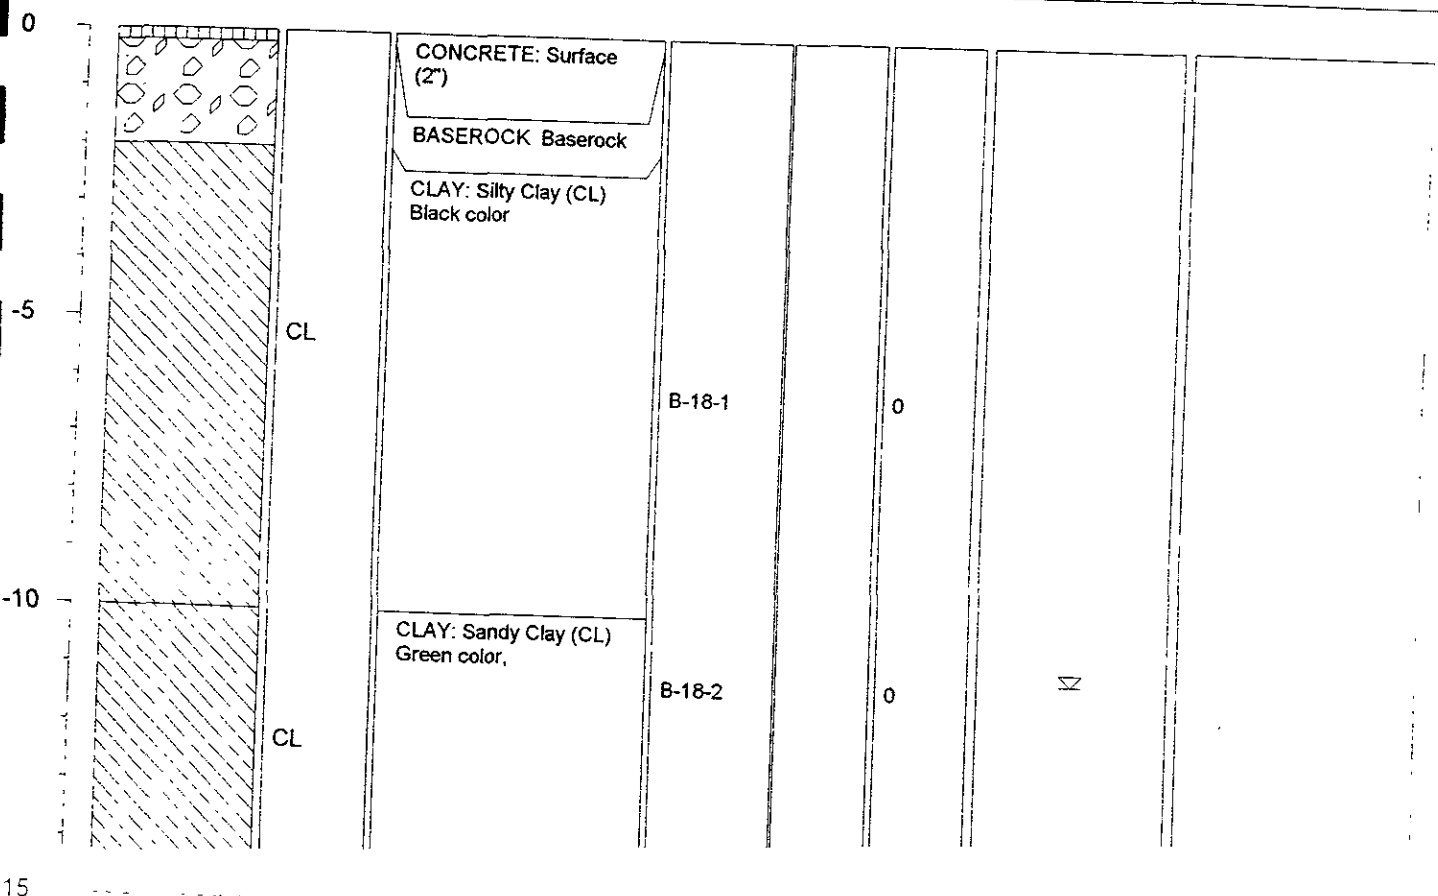 0
CONCRETE: Surface
(2")
BASEROCK Baserock
CLAY: Silty Clay (CL)
Black color
-5
CL
B-18-1
0
-10
CLAY: Sandy Clay (CL)
Green color,
B-18-2
0
CL
15